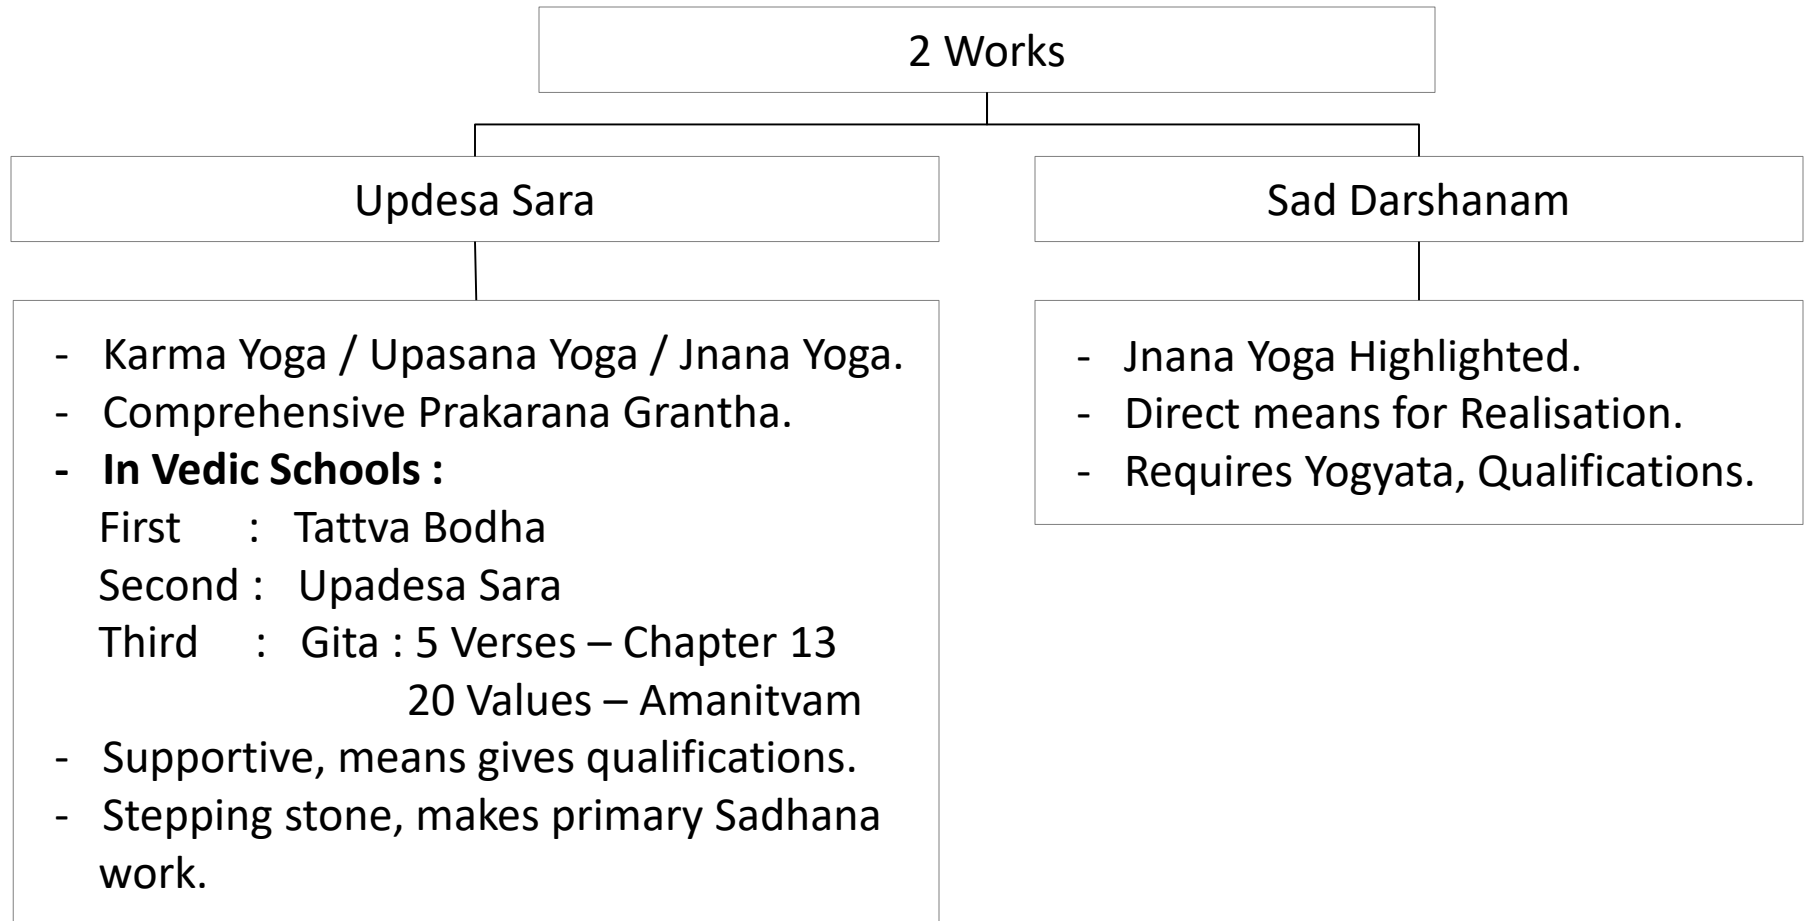 2 Works
Updesa Sara
- Karma Yoga / Upasana Yoga / Jnana Yoga.
- Comprehensive Prakarana Grantha.
- In Vedic Schools :
First : Tattva Bodha
Second : Upadesa Sara
Third : Gita : 5 Verses – Chapter 13
20 Values – Amanitvam
- Supportive, means gives qualifications.
- Stepping stone, makes primary Sadhana
work.
Sad Darshanam
- Jnana Yoga Highlighted.
- Direct means for Realisation.
- Requires Yogyata, Qualifications.